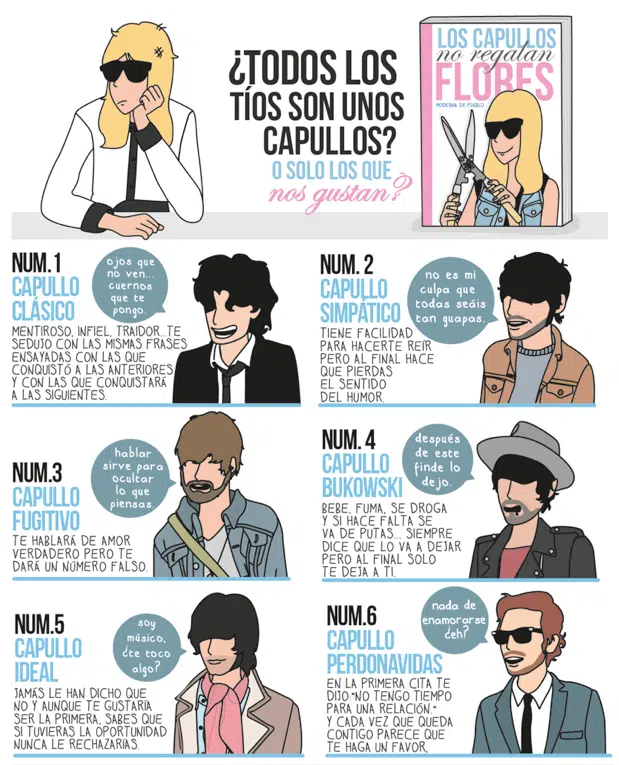 ¿TODOS LOS
TÍOS SON UNOS
CAPULLOS?
O SOLO LOS QUE
nos gustan?
LOS CAPULLOS
no regalan
FLORES
MODERNA DE PUEBLO
NUM.1
CAPULLO
CLÁSICO
MENTIROSO, INFIEL, TRAIDOR...TE
SEDUJO CON LAS MISMAS FRASES
ENSAYADAS CON LAS QUE
CONQUISTÓ A LAS ANTERIORES
Y CON LAS QUE CONQUISTARÁ
A LAS SIGUIENTES.
ojos que
no ven...
cuernos
que te
pongo.
NUM. 2
CAPULLO
SIMPÁTICO
TIENE FACILIDAD
PARA HACERTE REIR
PERO AL FINAL HACE
QUE PIERDAS
EL SENTIDO
DEL HUMOR.
no es mi
culpa que
todas seáis
tan guapas.
NUM.3
CAPULLO
FUGITIVO
TE HABLARÁ DE AMOR
VERDADERO PERO TE
DARÁ UN NÚMERO FALSO.
hablar
sirve para
ocultar
lo que
piensas.
NUM. 4
CAPULLO
BUKOWSKI
BEBE, FUMA, SE DROGA
Y SI HACE FALTA SE
VA DE PUTAS... SIEMPRE
DICE QUE LO VA A DEJAR
PERO AL FINAL SOLO
TE DEJA A TI.
después
de este
finde lo
dejo.
NUM.5
CAPULLO
IDEAL
JAMÁS LE HAN DICHO QUE
NO Y AUNQUE TE GUSTARÍA
SER LA PRIMERA, SABES QUE
SI TUVIERAS LA OPORTUNIDAD
NUNCA LE RECHAZARÍAS.
soy
músico,
¿te toco
algo?
NUM.6
CAPULLO
PERDONAVIDAS
EN LA PRIMERA CITA TE
DIJO:"NO TENGO TIEMPO
PARA UNA RELACIÓN."
Y CADA VEZ QUE QUEDA
CONTIGO PARECE QUE
TE HAGA UN FAVOR,
nada de
enamorarse
¿eh?